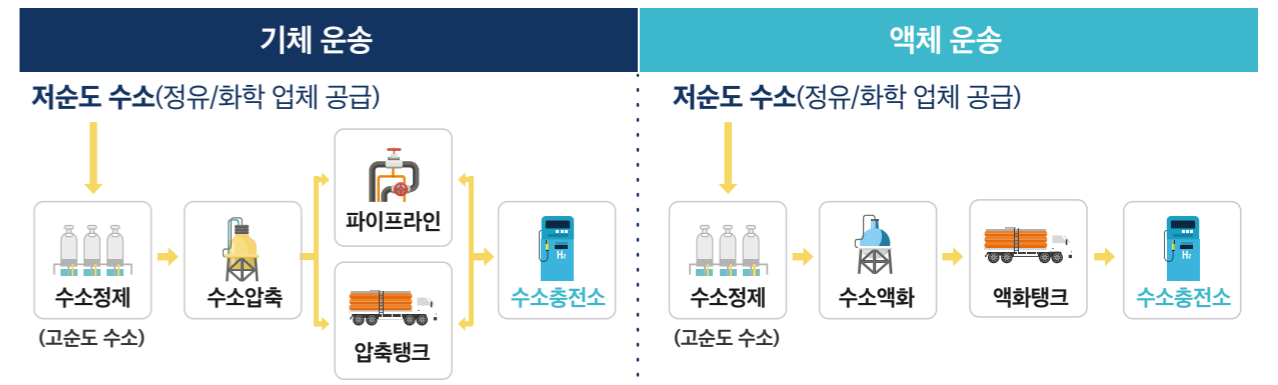 기체 운송
액체 운송
저순도 수소(정유/화학 업체 공급)
수소정제
(고순도 수소)
수소압축
파이프라인
압축탱크
H₂
수소충전소
저순도 수소(정유/화학 업체 공급)
수소정제
(고순도 수소)
수소액화
액화탱크
H₂
수소충전소